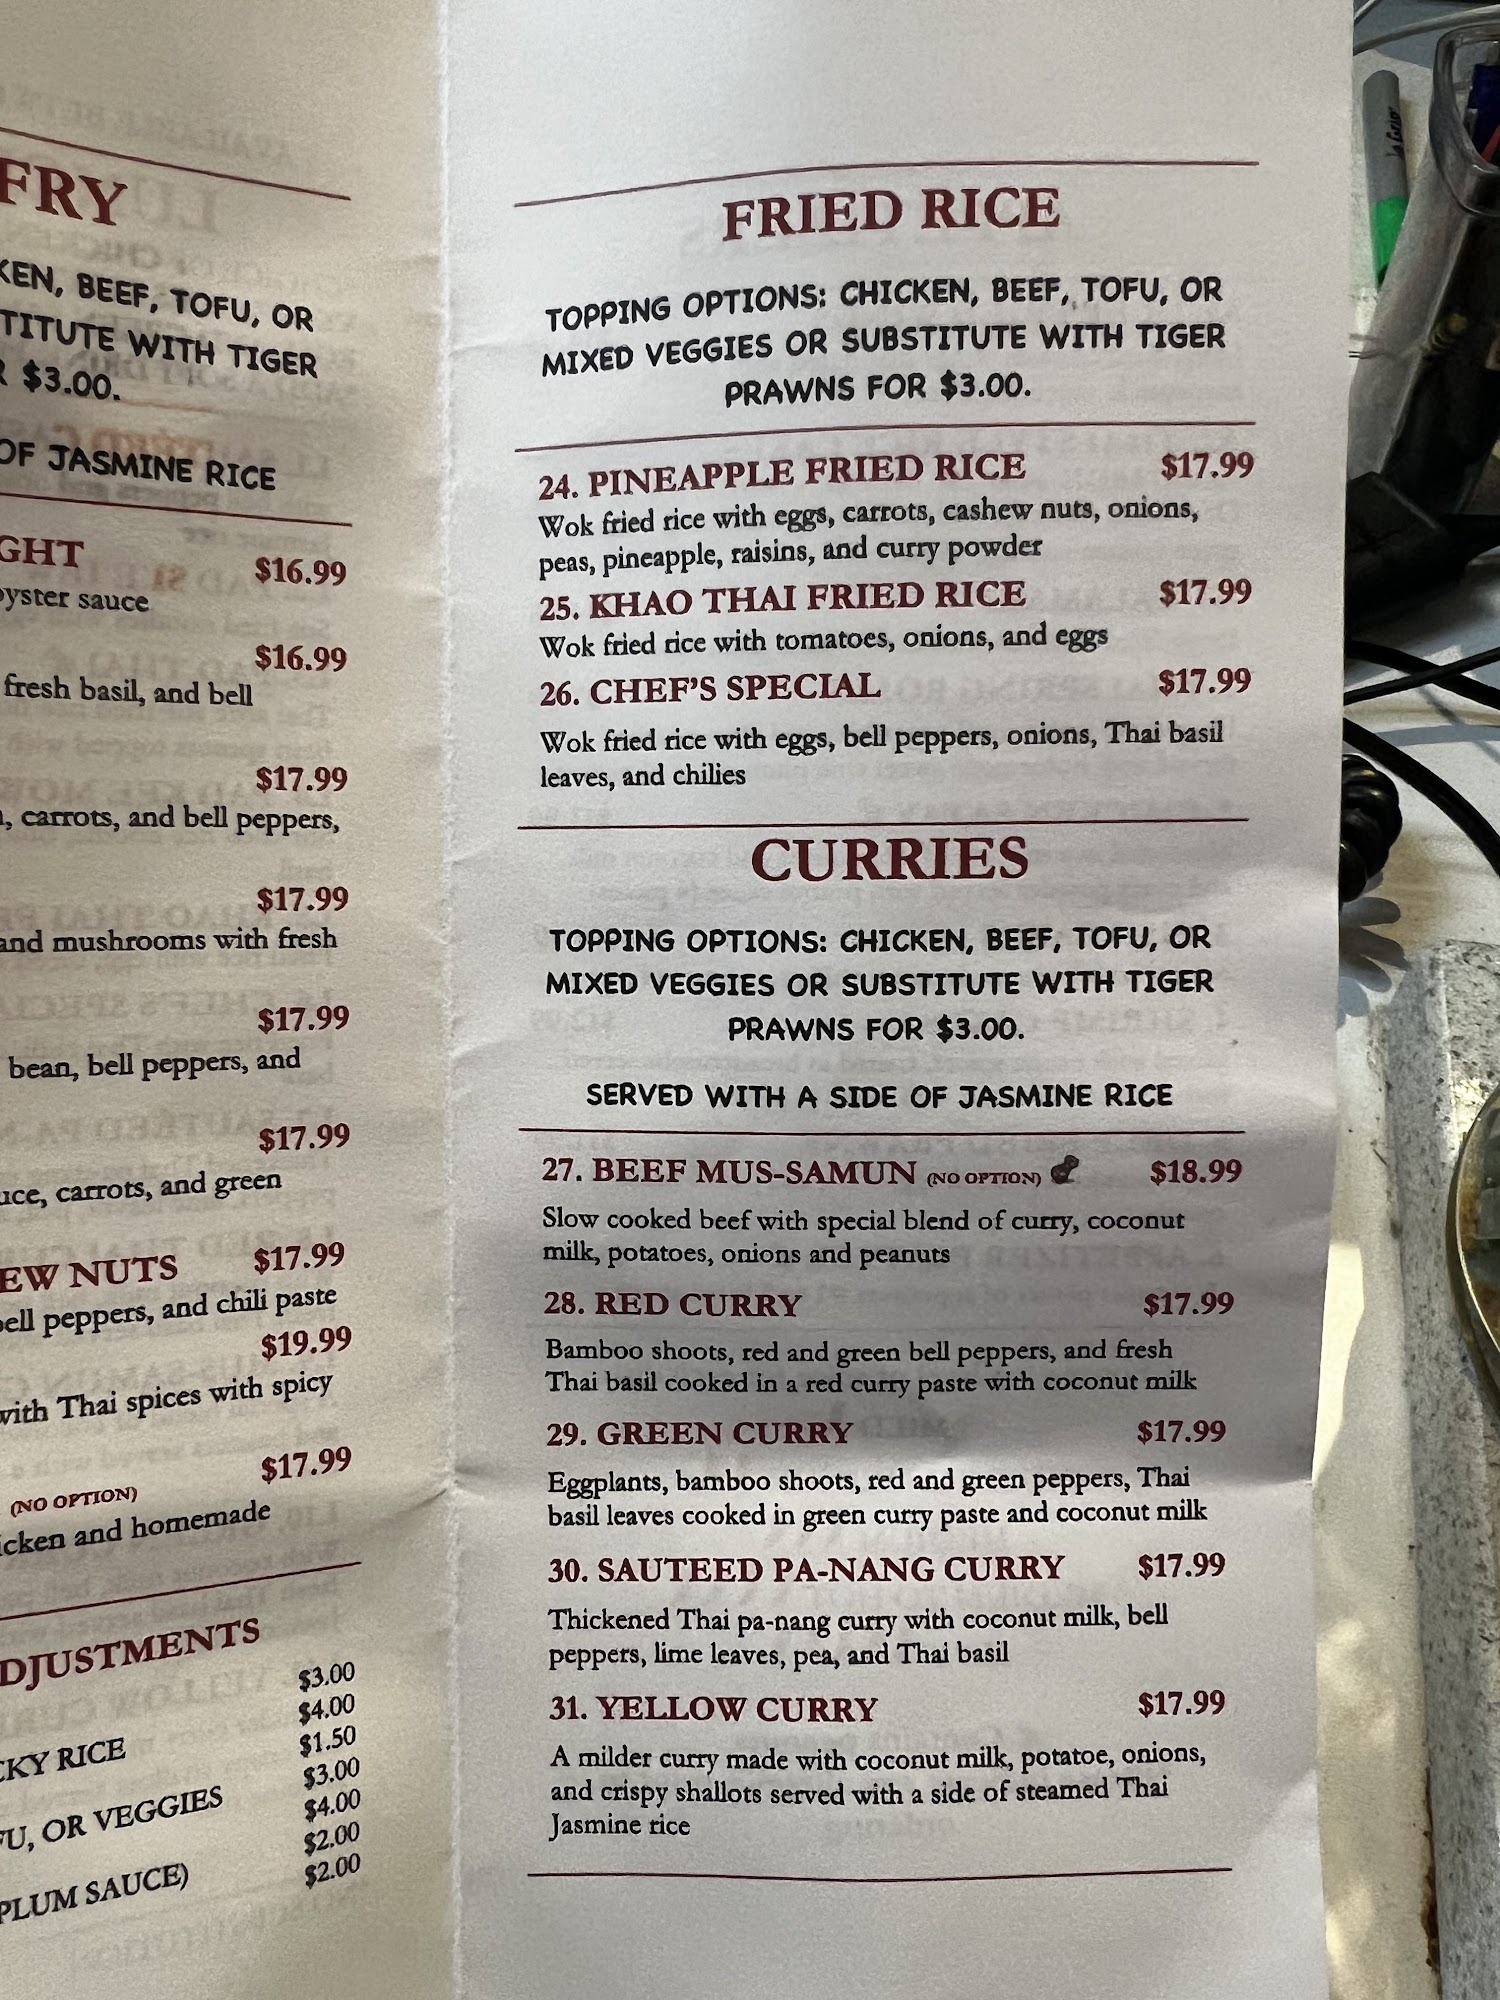 FRY
BEEF, TOFU, OR
WITH TIGER
$3.00.
OF JASMINE RICE
$16.99
sauce
$16.99
fresh basil, and bell
$17.99
carrots, and bell peppers,
$17.99
and mushrooms with fresh
$17.99
bean, bell peppers, and
$17.99
carrots, and green
NUTS $17.99
peppers, and chili paste
$19.99
with Thai spices with spicy
$17.99
(NO OPTION)
and homemade
$3.00
$4.00
RICE $1.50
$3.00
OR VEGGIES $4.00
$2.00
PLUM SAUCE) $2.00
FRIED RICE
TOPPING OPTIONS: CHICKEN, BEEF, TOFU, OR
MIXED VEGGIES OR SUBSTITUTE WITH TIGER
PRAWNS FOR $3.00.
24. PINEAPPLE FRIED RICE $17.99
Wok fried rice with eggs, carrots, cashew nuts, onions,
peas, pineapple, raisins, and curry powder
25. KHAO THAI FRIED RICE $17.99
Wok fried rice with tomatoes, onions, and eggs
26. CHEF'S SPECIAL $17.99
Wok fried rice with eggs, bell peppers, onions, Thai basil
leaves, and chilies
CURRIES
TOPPING OPTIONS: CHICKEN, BEEF, TOFU, OR
MIXED VEGGIES OR SUBSTITUTE WITH TIGER
PRAWNS FOR $3.00.
SERVED WITH A SIDE OF JASMINE RICE
27. BEEF MUS-SAMUN (NO OPTION) $18.99
Slow cooked beef with special blend of curry, coconut
milk, potatoes, onions and peanuts
28. RED CURRY $17.99
Bamboo shoots, red and green bell peppers, and fresh
Thai basil cooked in a red curry paste with coconut milk
29. GREEN CURRY $17.99
Eggplants, bamboo shoots, red and green peppers, Thai
basil leaves cooked in green curry paste and coconut milk
30. SAUTEED PA-NANG CURRY $17.99
Thickened Thai pa-nang curry with coconut milk, bell
peppers, lime leaves, pea, and Thai basil
31. YELLOW CURRY $17.99
A milder curry made with coconut milk, potatoe, onions,
and crispy shallots served with a side of steamed Thai
Jasmine rice